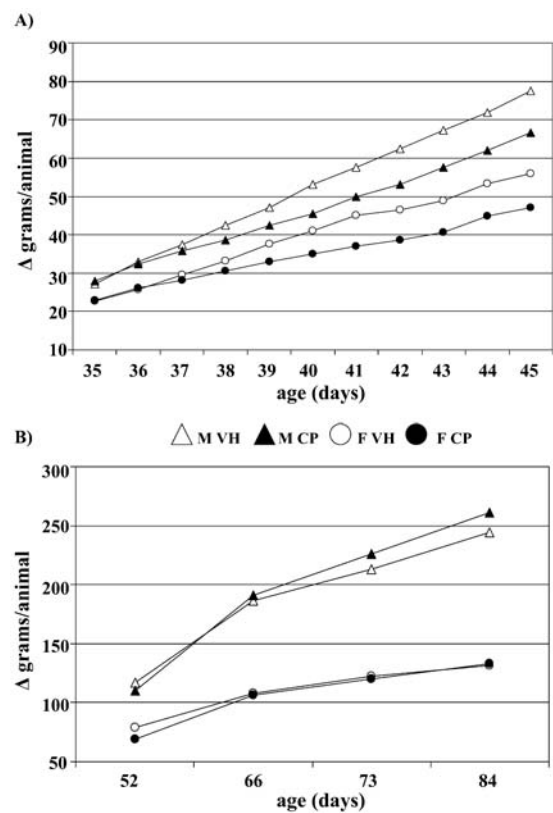 A)
90
80
70
60
50
40
30
20
10
Δ grams/animal
35 36 37 38 39 40 41 42 43 44 45
age (days)
M VH M CP F VH F CP
B)
300
250
200
150
100
50
Δ grams/animal
52 66 73 84
age (days)